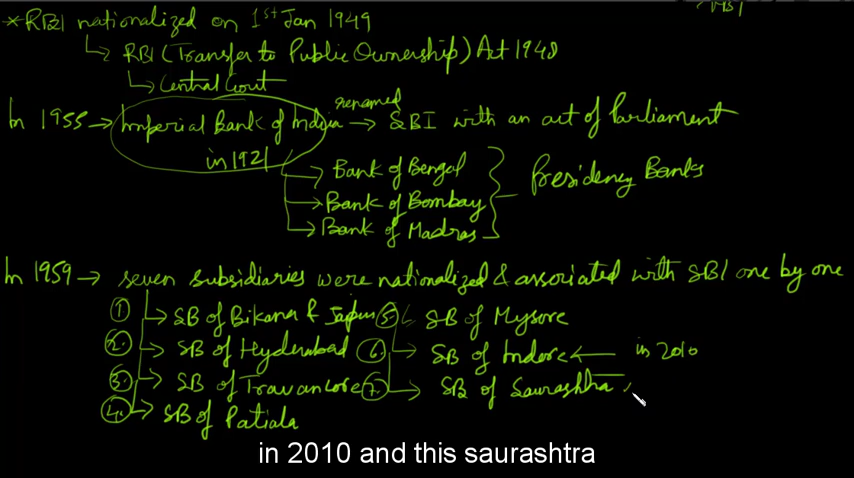 1951
*RBI nationalized on 1st Jan 1949
RBI (Transfer to Public Ownership) Act 1948
Central Govt
In 1955 → Imperial Bank of India renamed → SBI with an act of Parliament
in 1921
Bank of Bengal
Bank of Bombay
Bank of Madras
Presidency Banks
In 1959 → seven subsidiaries were nationalized & associated with SBI one by one
1. SB of Bikaner & Jaipur
2. SB of Hyderabad
3. SB of Travancore
4. SB of Patiala
5. SB of Mysore
6. SB of Indore ← in 2010
7. SB of Saurashtra
in 2010 and this saurashtra